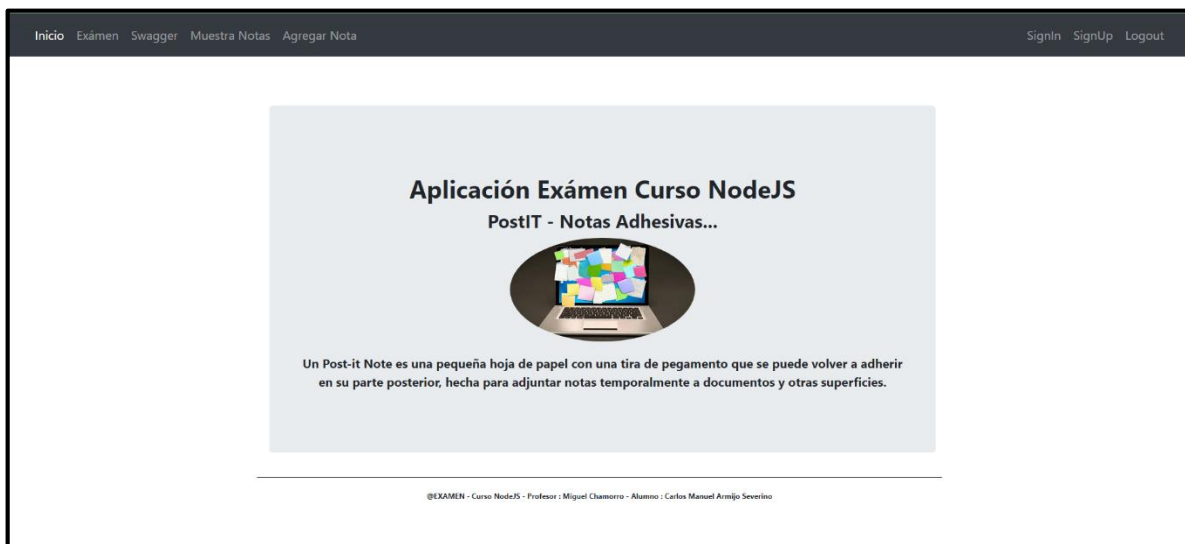 Inicio Exámen Swagger Muestra Notas Agregar Nota SignIn SignUp Logout
Aplicación Exámen Curso NodeJS
PostIT - Notas Adhesivas...
Un Post-it Note es una pequeña hoja de papel con una tira de pegamento que se puede volver a adherir
en su parte posterior, hecha para adjuntar notas temporalmente a documentos y otras superficies.
@EXAMEN - Curso NodeJS - Profesor : Miguel Chamorro - Alumno : Carlos Manuel Armijo Severino